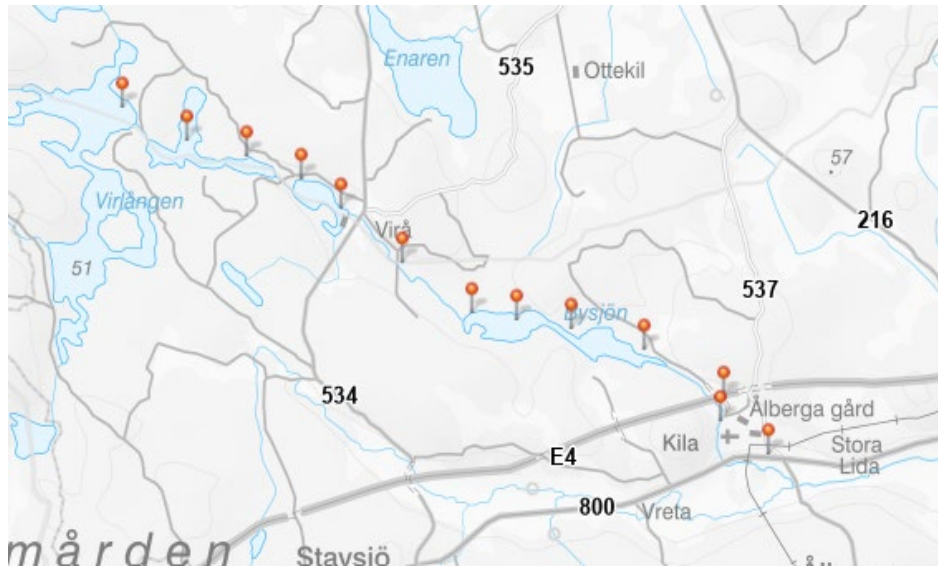 Enaren
535
Ottekil
57
Virlången
216
Virå
51
537
Bysjön
534
Ålberga gård
Kila
Stora
Lida
E4
800
Vreta
mården
Stavsjö